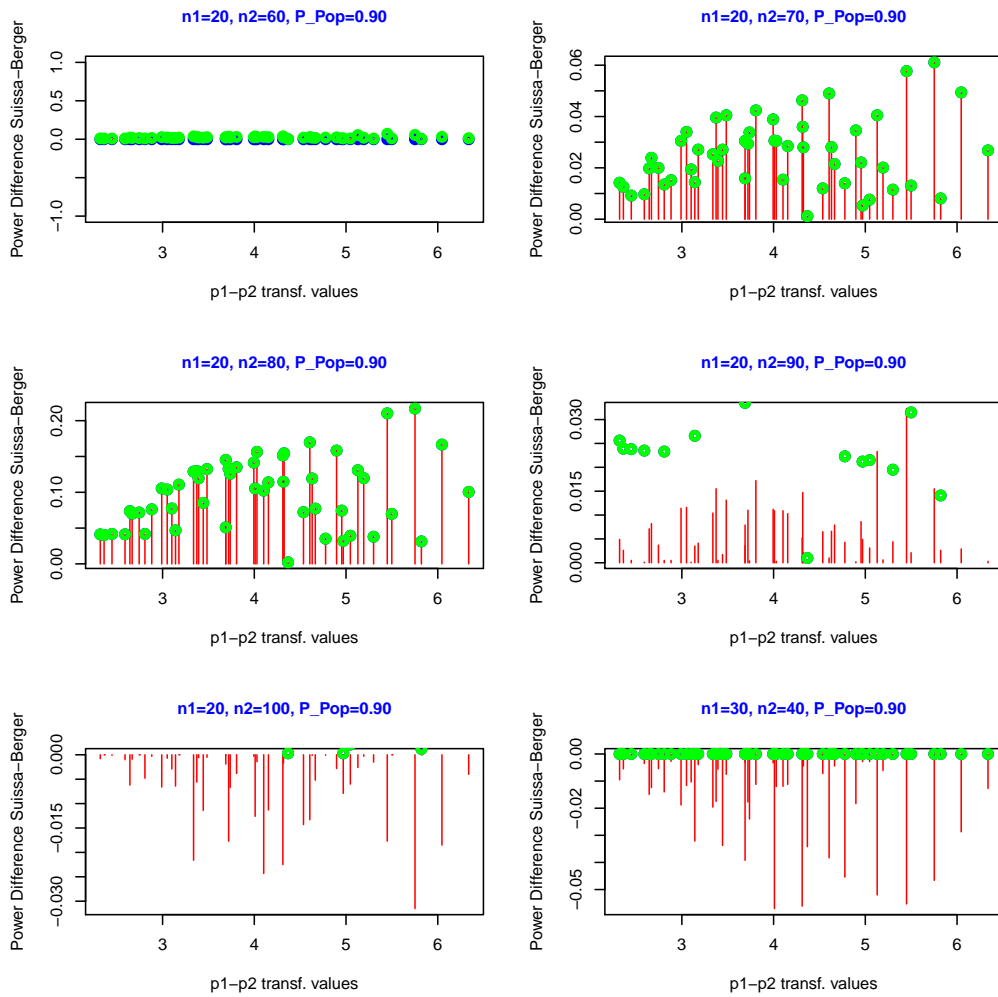 n1=20, n2=60, P_Pop=0.90
Power Difference Suissa−Berger
1.0
0.5
0.0
−1.0
3 4 5 6
p1−p2 transf. values
n1=20, n2=70, P_Pop=0.90
Power Difference Suissa−Berger
0.06
0.04
0.02
0.00
3 4 5 6
p1−p2 transf. values
n1=20, n2=80, P_Pop=0.90
Power Difference Suissa−Berger
0.20
0.10
0.00
3 4 5 6
p1−p2 transf. values
n1=20, n2=90, P_Pop=0.90
Power Difference Suissa−Berger
0.030
0.015
0.000
3 4 5 6
p1−p2 transf. values
n1=20, n2=100, P_Pop=0.90
Power Difference Suissa−Berger
0.000
−0.015
−0.030
3 4 5 6
p1−p2 transf. values
n1=30, n2=40, P_Pop=0.90
Power Difference Suissa−Berger
0.00
−0.02
−0.05
3 4 5 6
p1−p2 transf. values